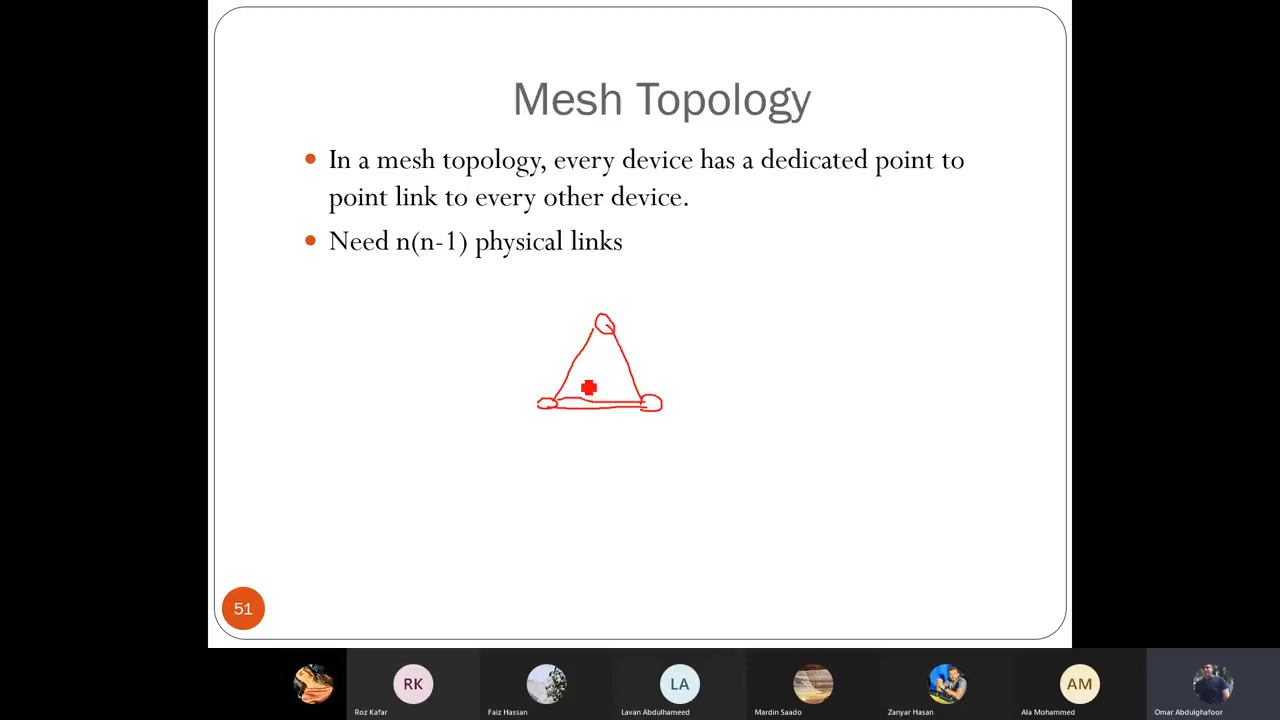 Mesh Topology
In a mesh topology, every device has a dedicated point to
point link to every other device.
Need n(n-1) physical links
51
RK
LA
AM
Roz Kafar
Faiz Hassan
Lavan Abdulhameed
Mardin Saado
Zanyar Hasan
Ala Mohammed
Omar Abdulghafoor